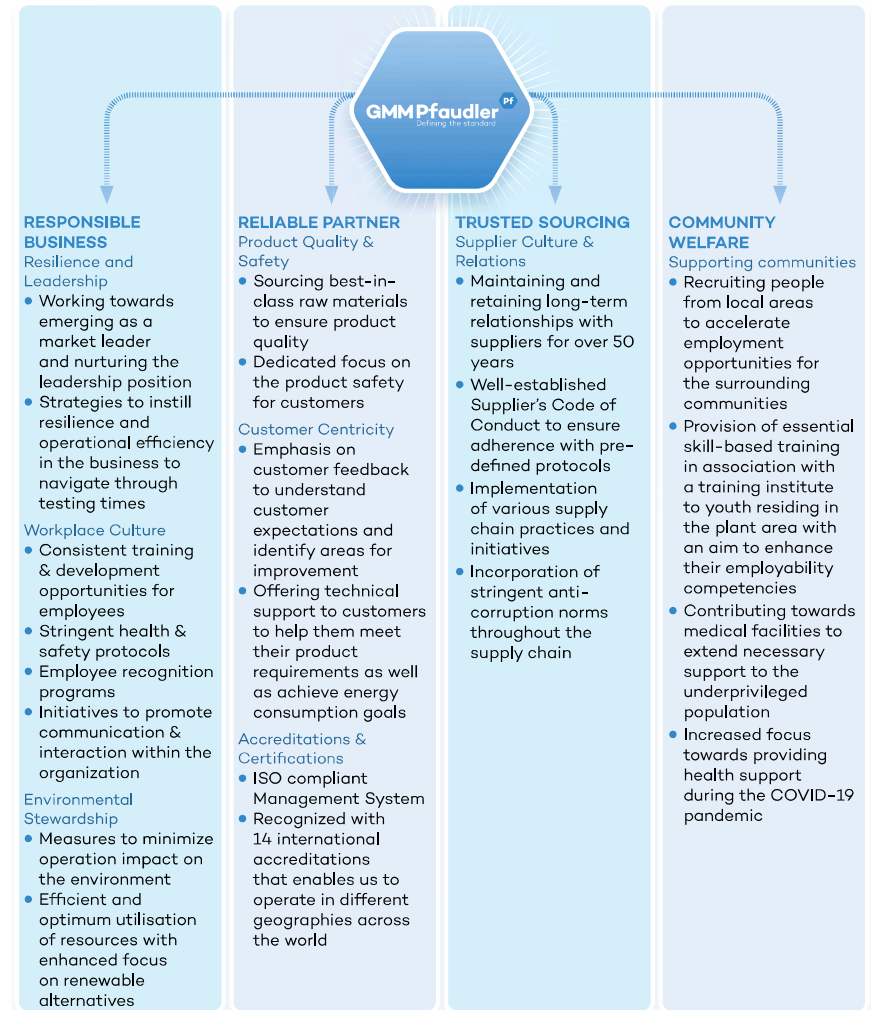 GMM Pfaudler
Pf
Defining the standard
RESPONSIBLE
BUSINESS
Resilience and
Leadership
• Working towards
emerging as a
market leader
and nurturing the
leadership position
• Strategies to instill
resilience and
operational efficiency
in the business to
navigate through
testing times
Workplace Culture
• Consistent training
& development
opportunities for
employees
• Stringent health &
safety protocols
• Employee recognition
programs
• Initiatives to promote
communication &
interaction within the
organization
Environmental
Stewardship
• Measures to minimize
operation impact on
the environment
• Efficient and
optimum utilisation
of resources with
enhanced focus
on renewable
alternatives
RELIABLE PARTNER
Product Quality &
Safety
• Sourcing best-in-
class raw materials
to ensure product
quality
• Dedicated focus on
the product safety
for customers
Customer Centricity
• Emphasis on
customer feedback
to understand
customer
expectations and
identify areas for
improvement
• Offering technical
support to customers
to help them meet
their product
requirements as well
as achieve energy
consumption goals
Accreditations &
Certifications
• ISO compliant
Management System
• Recognized with
14 international
accreditations
that enables us to
operate in different
geographies across
the world
TRUSTED SOURCING
Supplier Culture &
Relations
• Maintaining and
retaining long-term
relationships with
suppliers for over 50
years
• Well-established
Supplier's Code of
Conduct to ensure
adherence with pre-
defined protocols
• Implementation
of various supply
chain practices and
initiatives
• Incorporation of
stringent anti-
corruption norms
throughout the
supply chain
COMMUNITY
WELFARE
Supporting communities
• Recruiting people
from local areas
to accelerate
employment
opportunities for
the surrounding
communities
• Provision of essential
skill-based training
in association with
a training institute
to youth residing in
the plant area with
an aim to enhance
their employability
competencies
• Contributing towards
medical facilities to
extend necessary
support to the
underprivileged
population
• Increased focus
towards providing
health support
during the COVID-19
pandemic